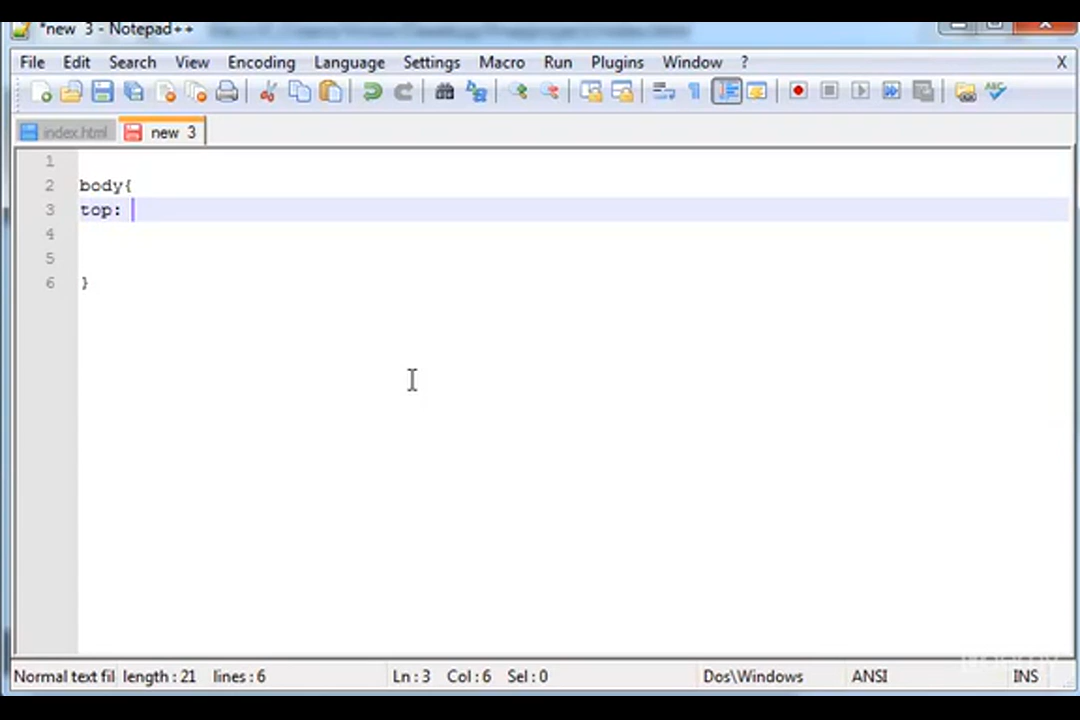 *new 3 - Notepad++
File Edit Search View Encoding Language Settings Macro Run Plugins Window ? X
index.html new 3
1
2 body{
3 top:
4
5
6 }
Normal text fil length : 21 lines : 6 Ln : 3 Col : 6 Sel : 0 Dos\Windows ANSI INS